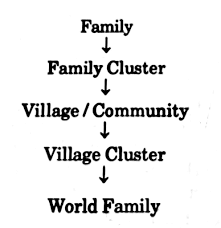 Family
↓
Family Cluster
↓
Village / Community
↓
Village Cluster
↓
World Family